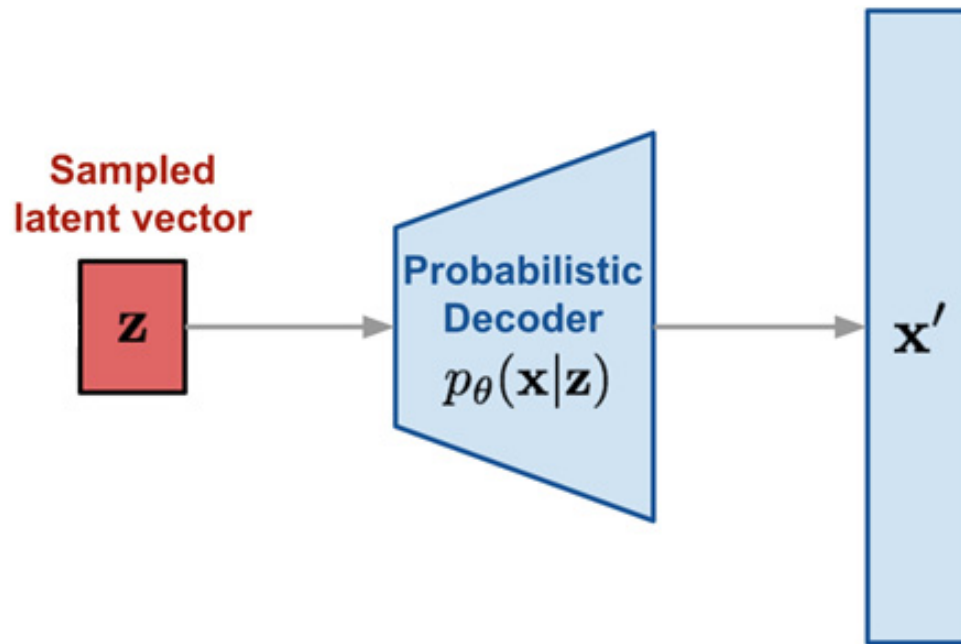 Sampled
latent vector
z
Probabilistic
Decoder
pθ(x|z)
x′